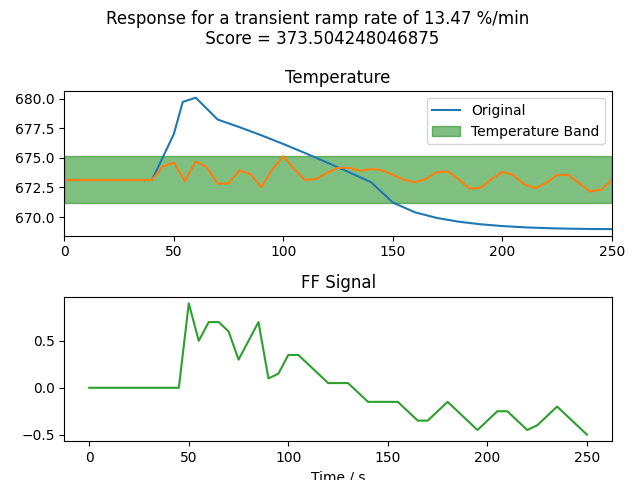 Response for a transient ramp rate of 13.47 %/min
Score = 373.504248046875
Temperature
680.0
677.5
675.0
672.5
670.0
Original
Temperature Band
0 50 100 150 200 250
FF Signal
0.5
0.0
−0.5
0 50 100 150 200 250
Time / s